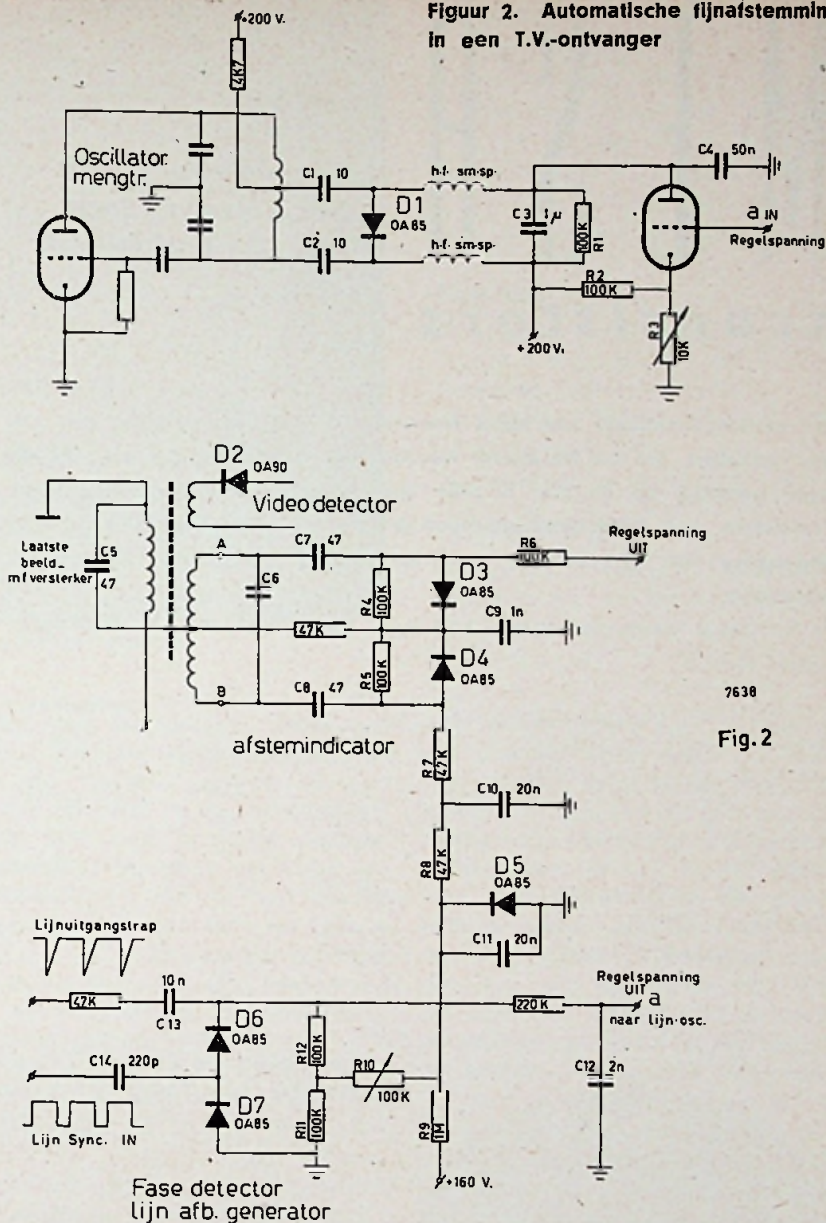 Figuur 2. Automatische fijnafstemmin
in een T.V.-ontvanger
+200 V.
4K7
Oscillator
mengtr.
C1 10
D1
OA85
C2 10
h.f. sm-sp.
h.f. sm-sp.
C3 1µ
100K
R1
R2
100K
+200 V.
C4 50n
a IN
Regelspanning
R3
10K
D2
OA90
Videodetector
Laatste
beeld-
mf versterker
C5
47
A
C7 47
C6
R4
100K
47K
R5
100K
B
C8 47
D3
OA85
D4
OA85
C9 1n
R6
100K
Regelspanning
UIT
afstemindicator
7638
Fig.2
R7
47K
C10 20n
R8
47K
D5
OA85
C11 20n
Lijnuitgangstrap
47K
10n
C13
D6
OA85
C14 220p
D7
OA85
Lijn Sync. IN
R12
100K
R11
100K
R10
100K
R9
1M
+160 V.
220K
Regelspanning
UIT a
naar lijn-osc.
C12 2n
Fase detector
lijn afb. generator